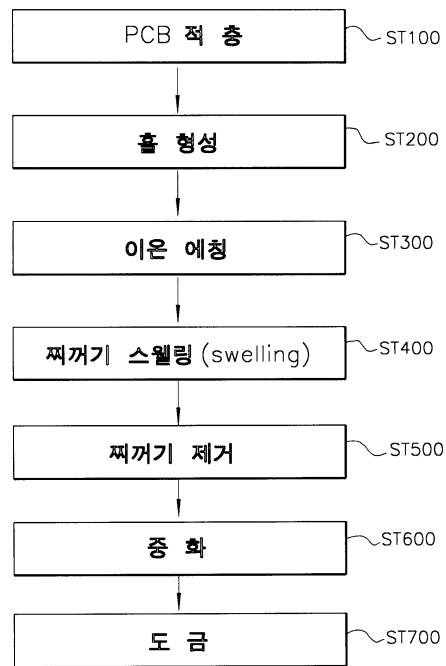 PCB 적 층 ST100
홀 형성 ST200
이온 에칭 ST300
찌꺼기 스웰링 (swelling) ST400
찌꺼기 제거 ST500
중 화 ST600
도 금 ST700